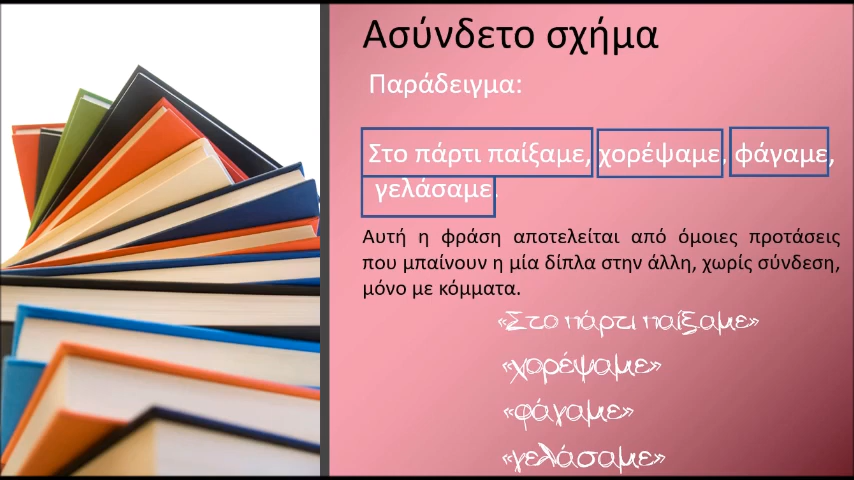 Ασύνδετο σχήμα
Παράδειγμα:
Στο πάρτι παίξαμε, χορέψαμε, φάγαμε,
γελάσαμε.
Αυτή η φράση αποτελείται από όμοιες προτάσεις
που μπαίνουν η μία δίπλα στην άλλη, χωρίς σύνδεση,
μόνο με κόμματα.
«Στο πάρτι παίξαμε»
«χορέψαμε»
«φάγαμε»
«γελάσαμε»